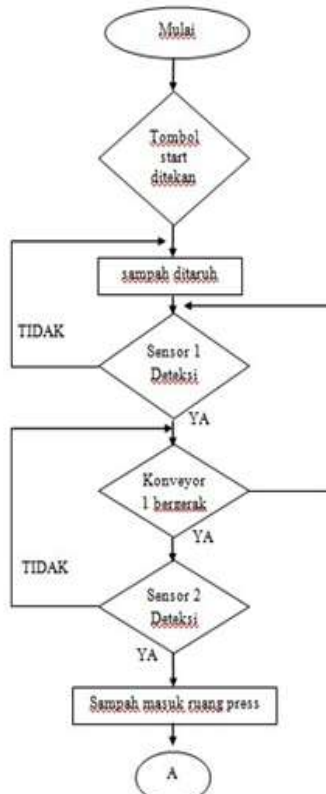 Mulai
Tombol
start
ditekan
sampah ditaruh
TIDAK
Sensor 1
Deteksi
YA
Konveyor
1 bergerak
YA
TIDAK
Sensor 2
Deteksi
YA
Sampah masuk ruang press
A